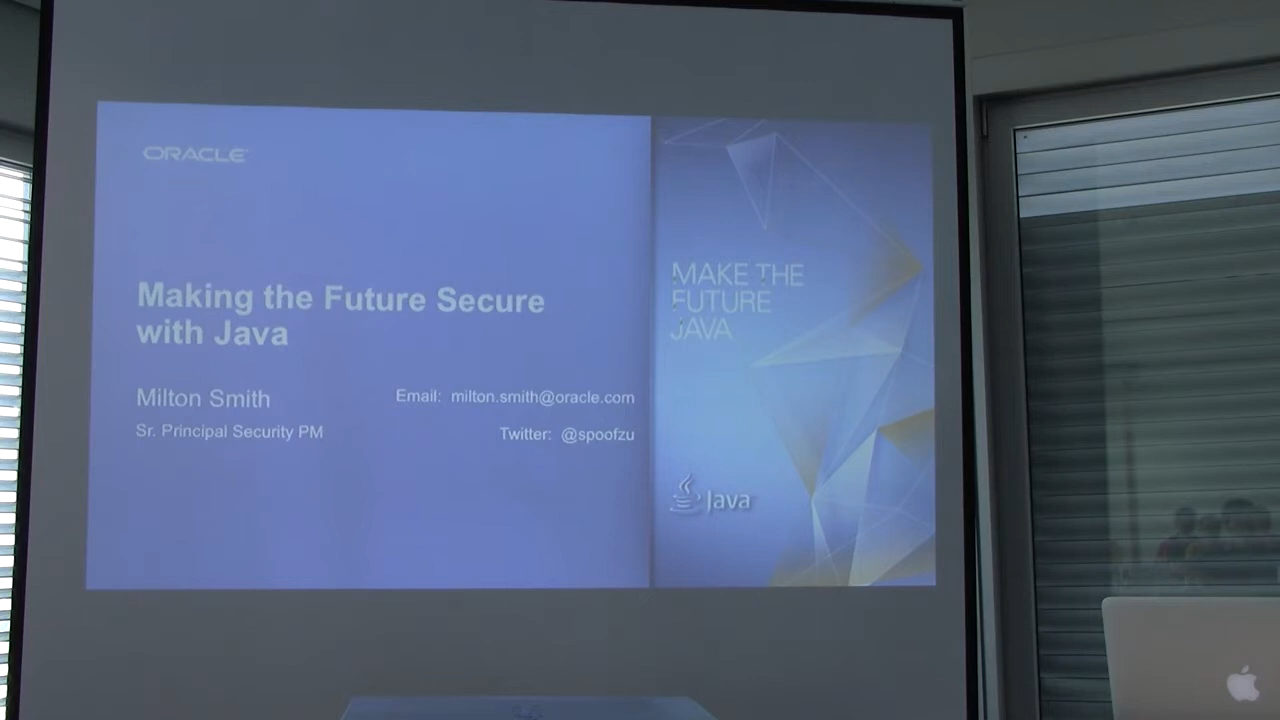 ORACLE
Making the Future Secure
with Java
Milton Smith
Sr. Principal Security PM
Email: milton.smith@oracle.com
Twitter: @spoofzu
MAKE THE
FUTURE
JAVA
Java